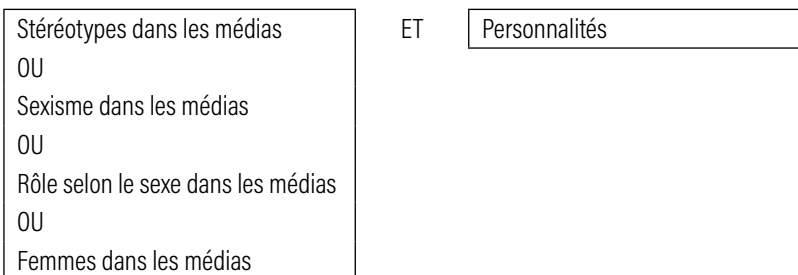 Stéréotypes dans les médias ET Personnalités
OU
Sexisme dans les médias
OU
Rôle selon le sexe dans les médias
OU
Femmes dans les médias